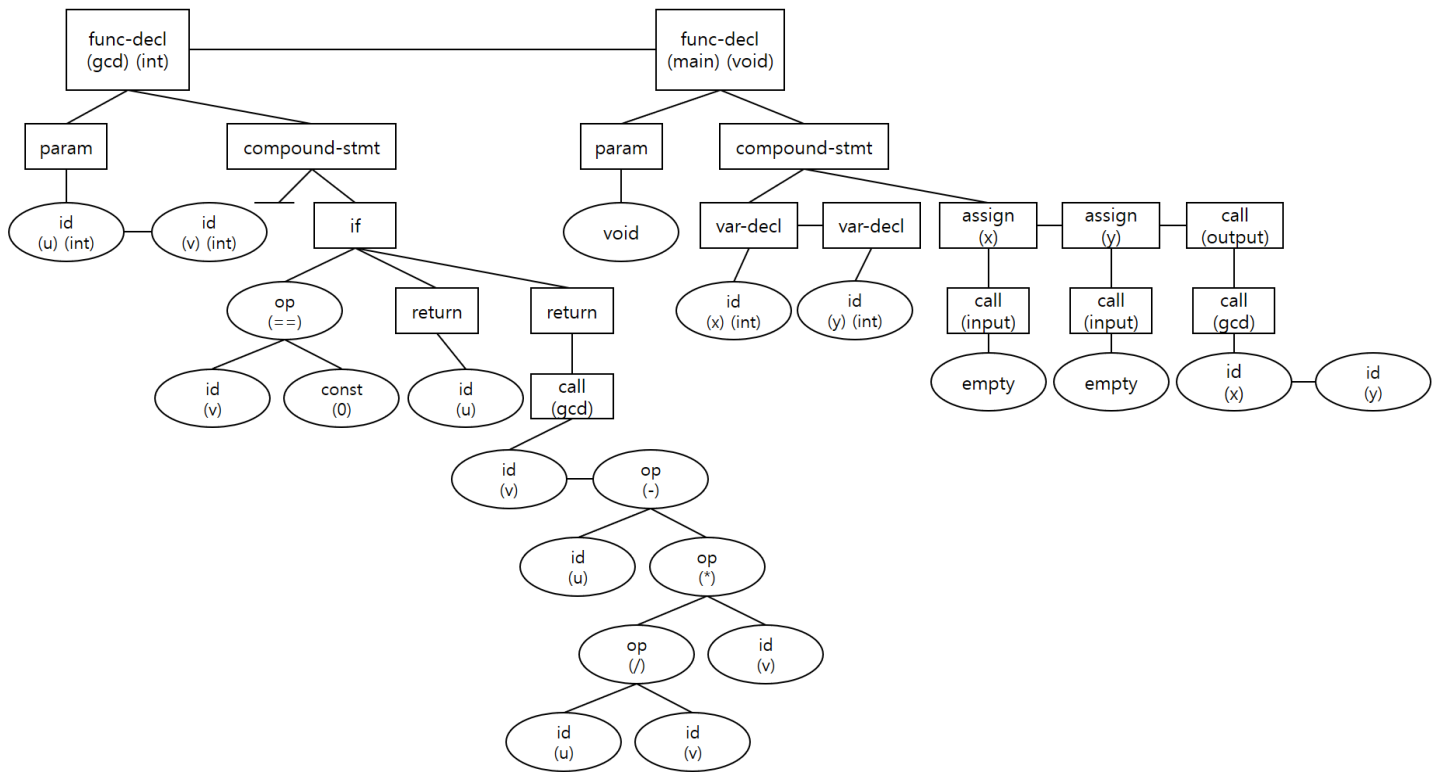 func-decl
(gcd) (int)
func-decl
(main) (void)
param
compound-stmt
param
compound-stmt
id
(u) (int)
id
(v) (int)
if
void
var-decl
var-decl
assign
(x)
assign
(y)
call
(output)
op
(==)
return
return
id
(x) (int)
id
(y) (int)
call
(input)
call
(input)
call
(gcd)
id
(v)
const
(0)
id
(u)
call
(gcd)
empty
empty
id
(x)
id
(y)
id
(v)
op
(-)
id
(u)
op
(*)
op
(/)
id
(v)
id
(u)
id
(v)